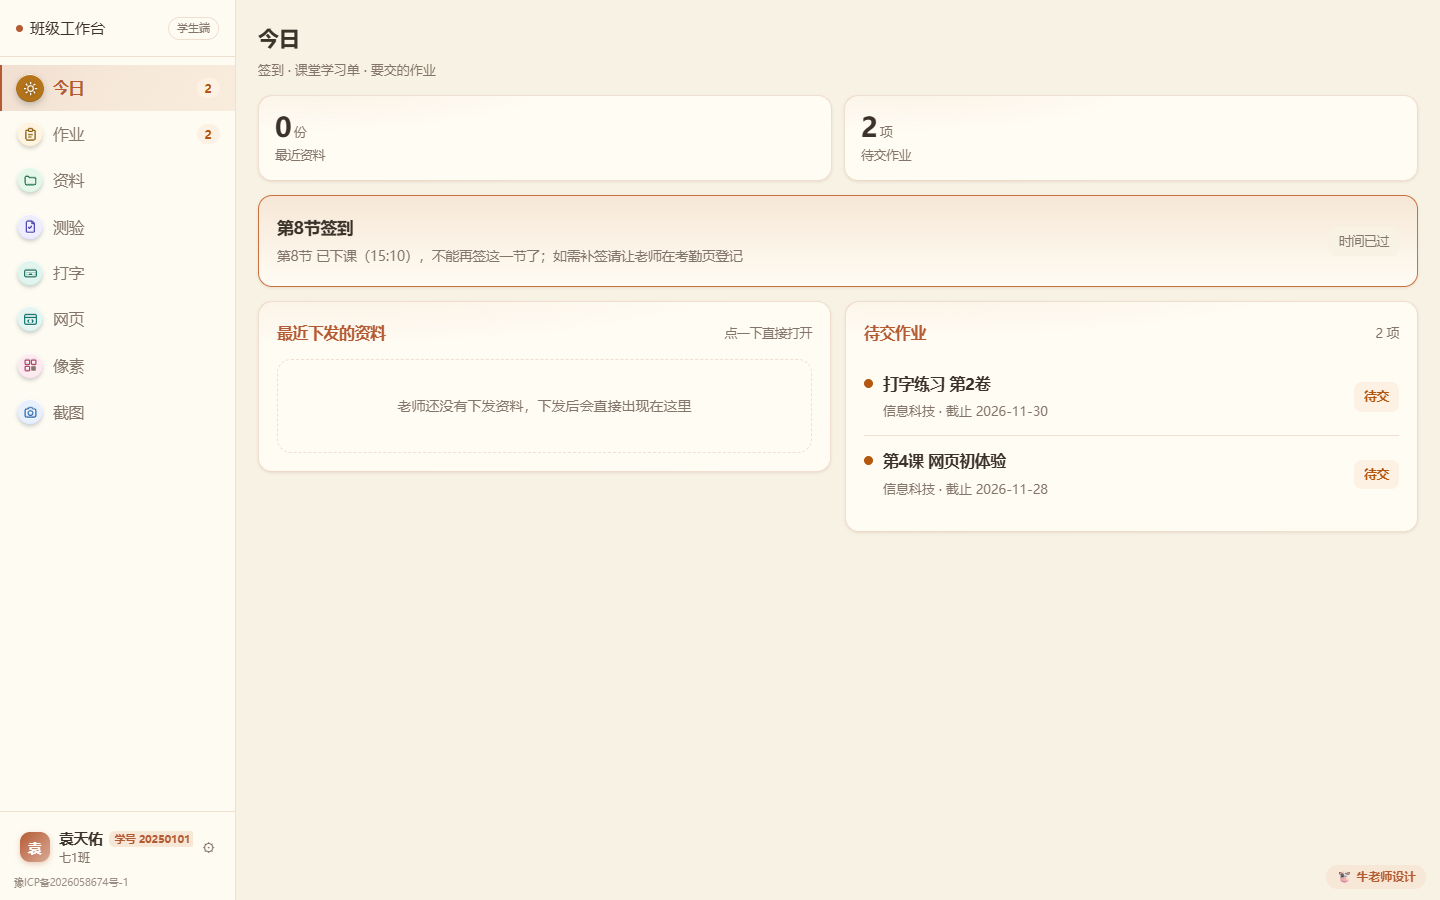 班级工作台
学生端
今日 2
作业 2
资料
测验
打字
网页
像素
截图
袁
袁天佑 学号 20250101
七1班
豫ICP备2026058674号-1
今日
签到 · 课堂学习单 · 要交的作业
0 份
最近资料
2 项
待交作业
第8节签到
第8节 已下课（15:10），不能再签这一节了；如需补签请让老师在考勤页登记
时间已过
最近下发的资料
点一下直接打开
老师还没有下发资料，下发后会直接出现在这里
待交作业
2 项
打字练习 第2卷
信息科技 · 截止 2026-11-30
待交
第4课 网页初体验
信息科技 · 截止 2026-11-28
待交
牛老师设计